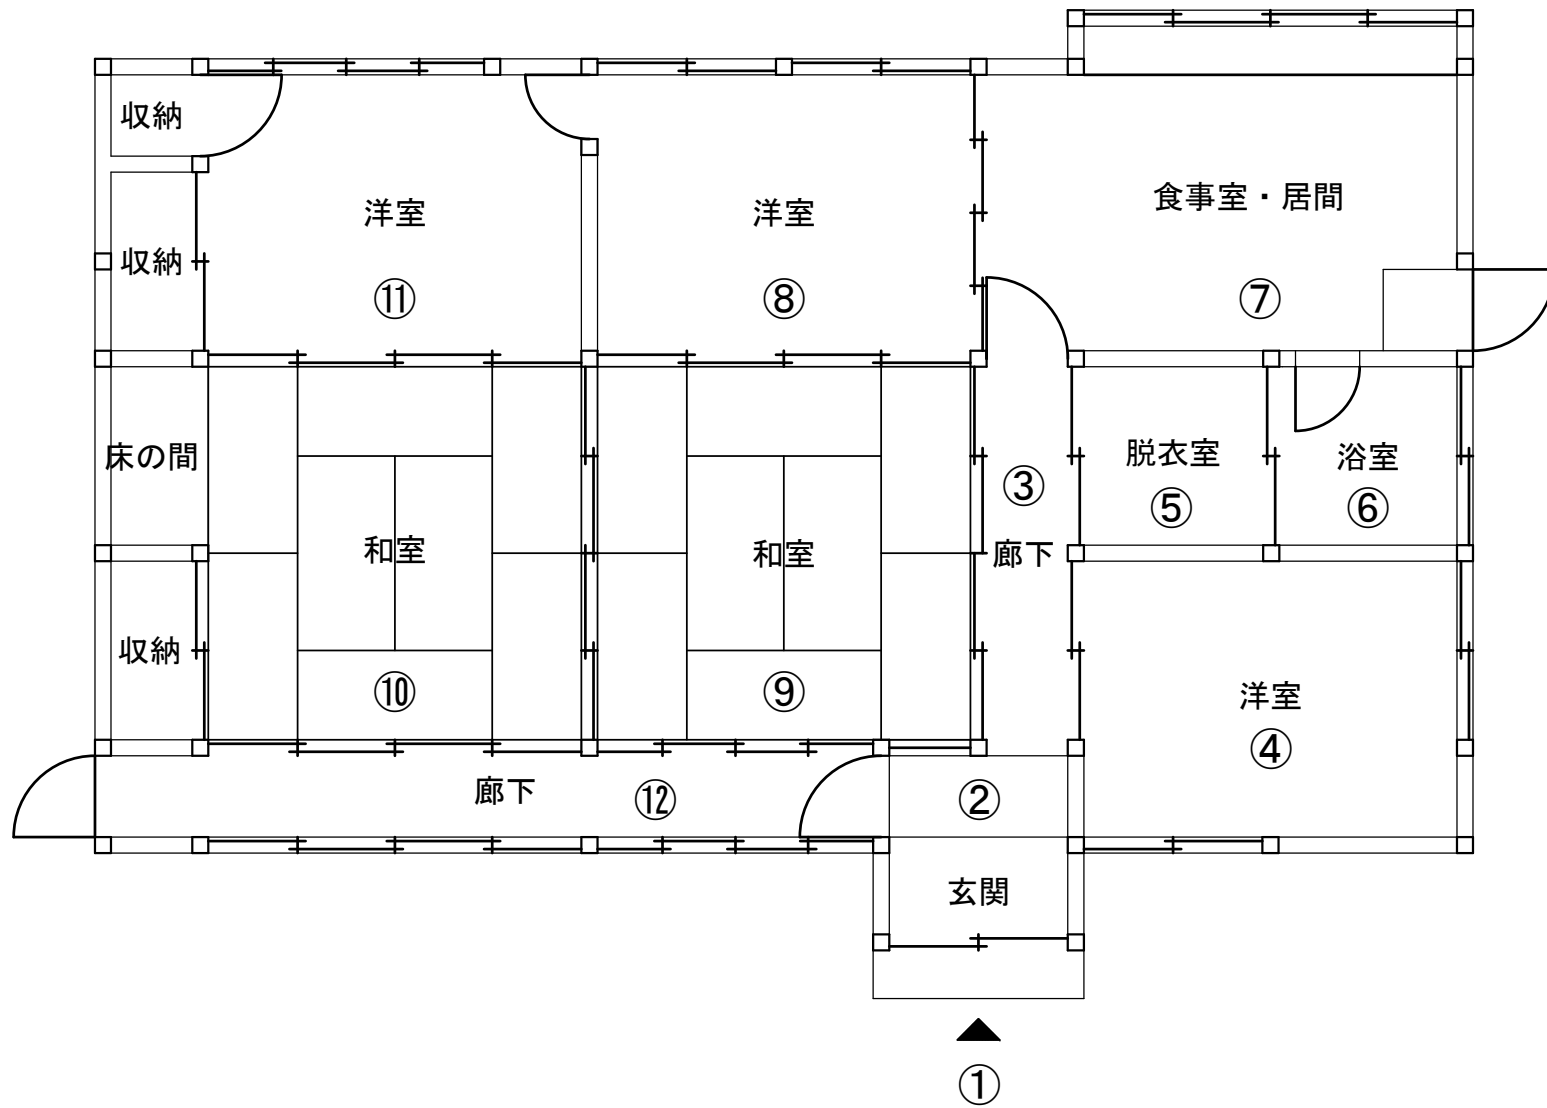 収納
洋室
洋室
食事室・居間
収納
⑪
⑧
⑦
床の間
和室
和室
③
廊下
脱衣室
⑤
浴室
⑥
収納
⑩
⑨
洋室
④
廊下
⑫
②
玄関
①